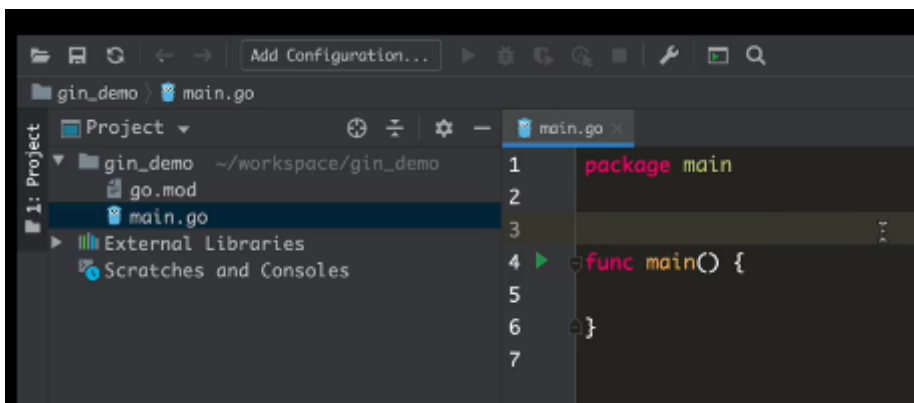 Add Configuration...
gin_demo main.go
1: Project
Project
main.go
gin_demo ~/workspace/gin_demo
go.mod
main.go
External Libraries
Scratches and Consoles
1 package main
2
3
4 func main() {
5
6 }
7